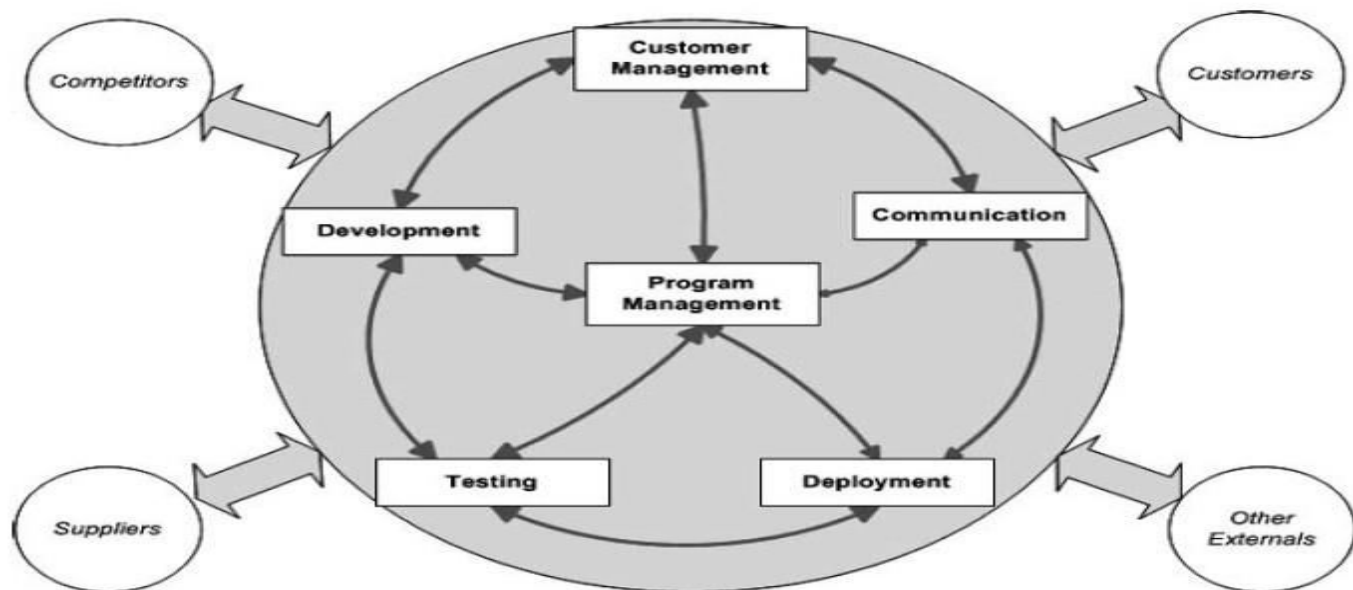 Customer
Management
Competitors
Customers
Communication
Development
Program
Management
Testing
Deployment
Suppliers
Other
Externals